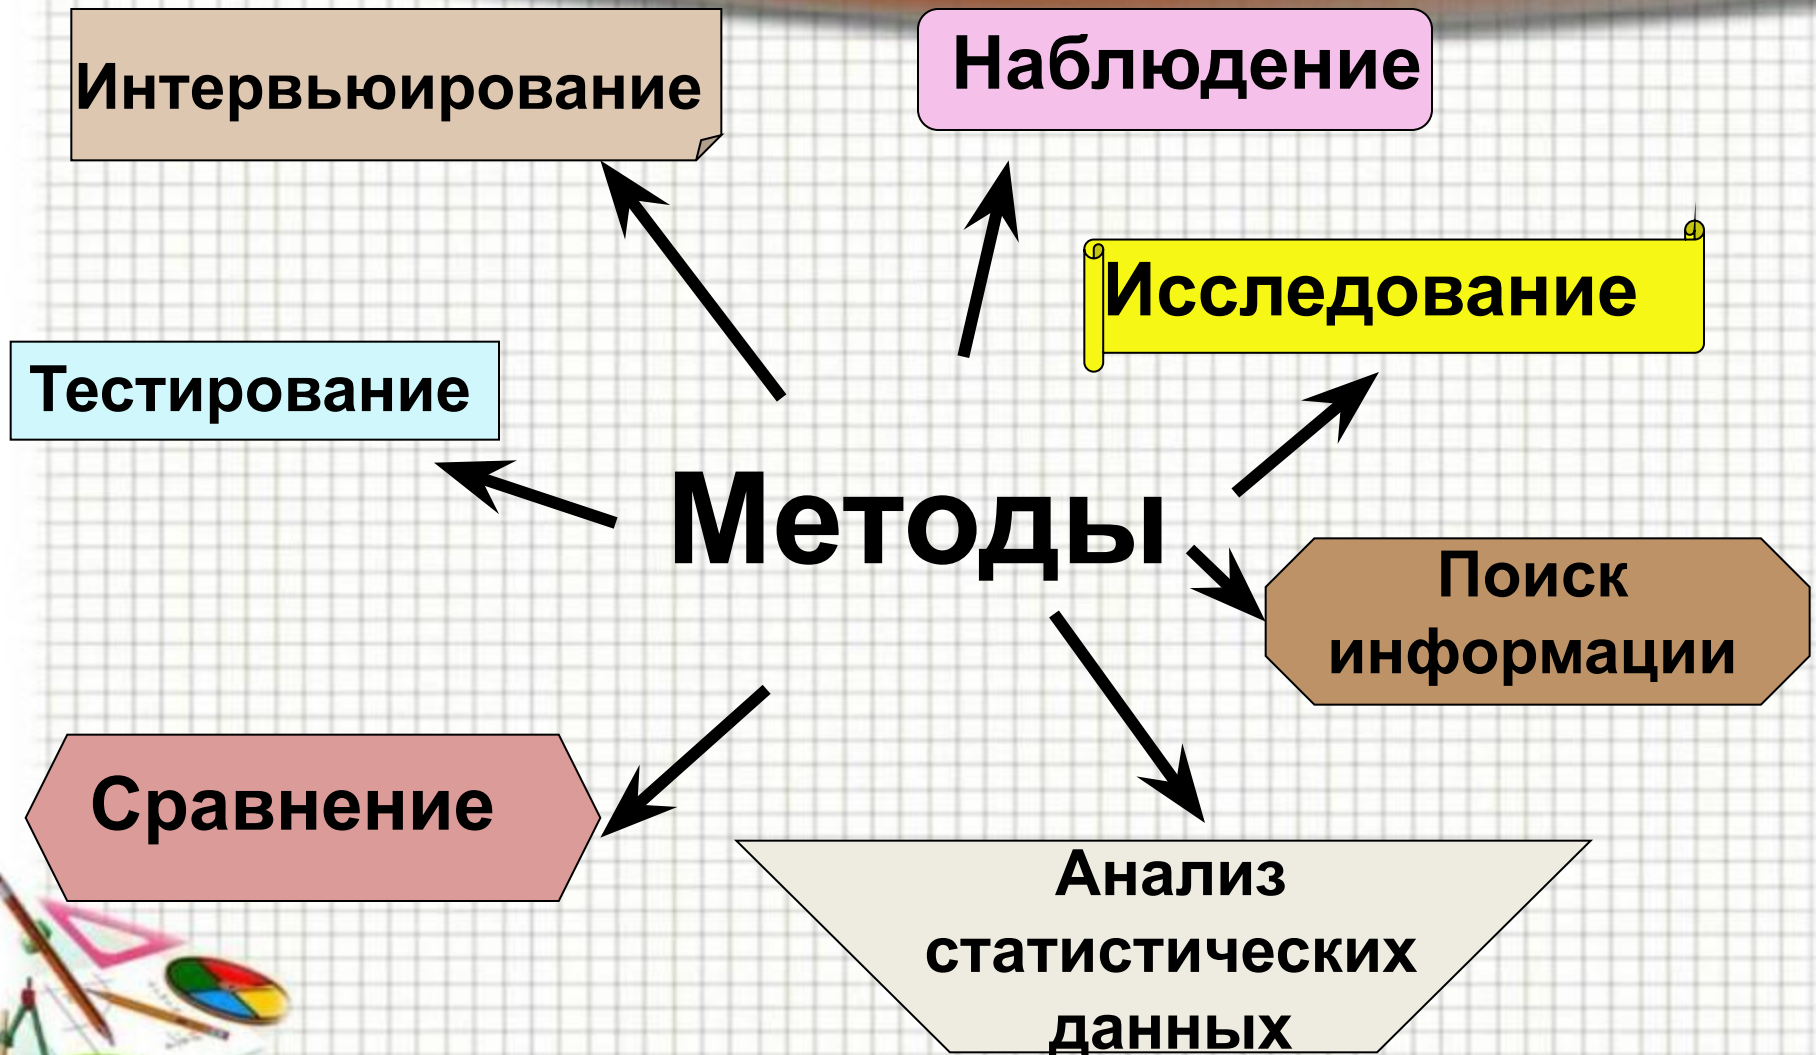 Интервьюирование
Наблюдение
Исследование
Тестирование
Методы
Поиск
информации
Сравнение
Анализ
статистических
данных